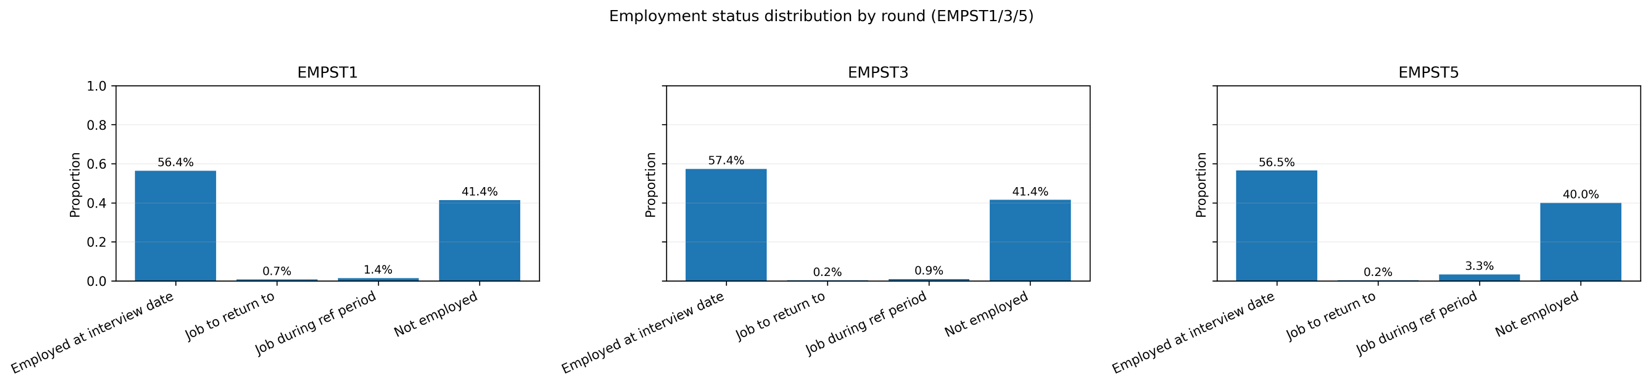 Employment status distribution by round (EMPST1/3/5)
EMPST1
Proportion
1.0
0.8
0.6
0.4
0.2
0.0
56.4%
0.7%
1.4%
41.4%
Employed at interview date
Job to return to
Job during ref period
Not employed
EMPST3
Proportion
57.4%
0.2%
0.9%
41.4%
Employed at interview date
Job to return to
Job during ref period
Not employed
EMPST5
Proportion
56.5%
0.2%
3.3%
40.0%
Employed at interview date
Job to return to
Job during ref period
Not employed